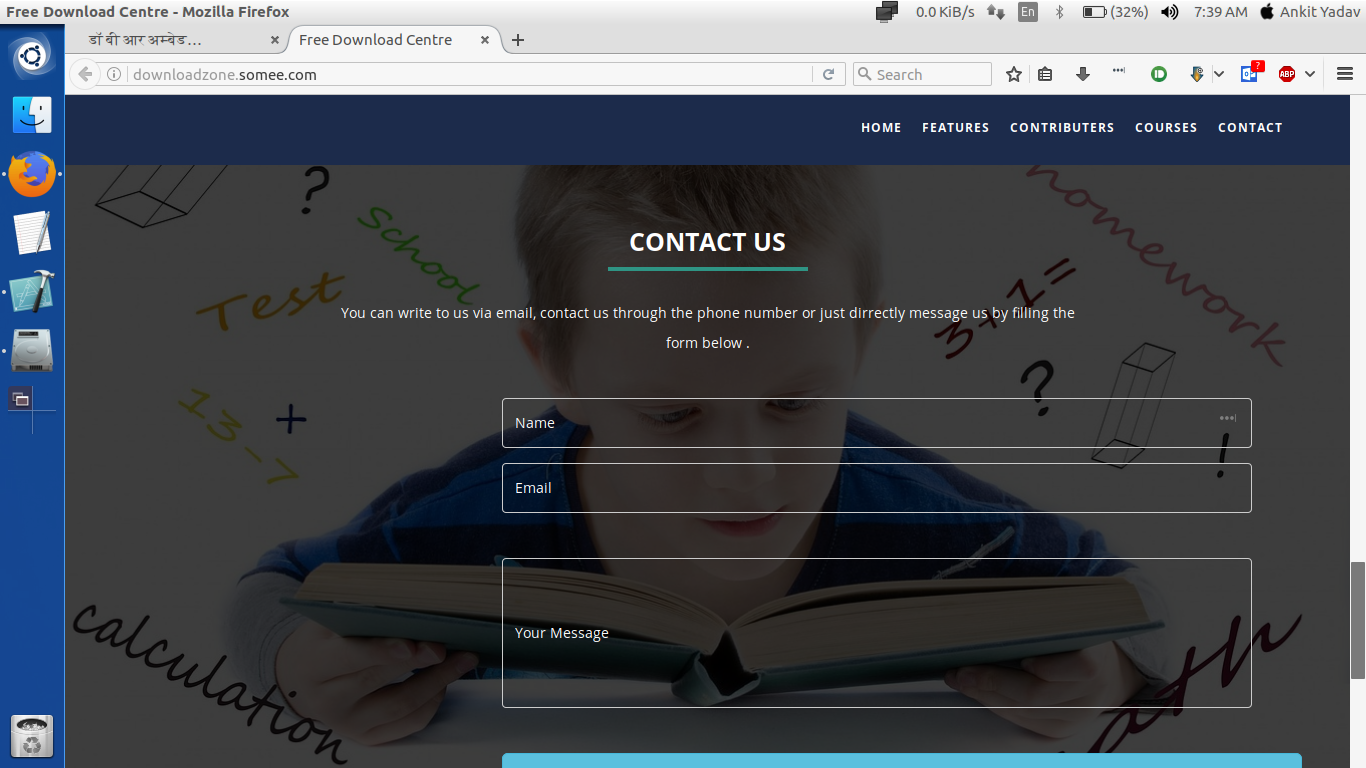 Free Download Centre - Mozilla Firefox
0.0 KiB/s
En
(32%)
7:39 AM
Ankit Yadav
डॉ बी आर अम्बेड...
Free Download Centre
downloadzone.somee.com
Search
?
ABP
HOME
FEATURES
CONTRIBUTERS
COURSES
CONTACT
?
School
homework
Test
CONTACT US
3+2=
You can write to us via email, contact us through the phone number or just dirrectly message us by filling the
form below .
13-7
+
?
Name
!
Email
Your Message
calculation
math